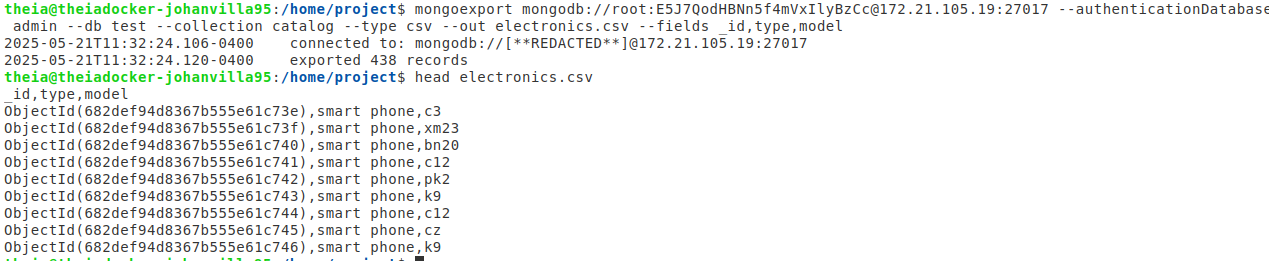 theia@theiadocker-johanvilla95:/home/project$ mongoexport mongodb://root:E5J7QodHBNn5f4mVxIlyBzCc@172.21.105.19:27017 --authenticationDatabase
 admin --db test --collection catalog --type csv --out electronics.csv --fields _id,type,model
2025-05-21T11:32:24.106-0400    connected to: mongodb://[**REDACTED**]@172.21.105.19:27017
2025-05-21T11:32:24.120-0400    exported 438 records
theia@theiadocker-johanvilla95:/home/project$ head electronics.csv
_id,type,model
ObjectId(682def94d8367b555e61c73e),smart phone,c3
ObjectId(682def94d8367b555e61c73f),smart phone,xm23
ObjectId(682def94d8367b555e61c740),smart phone,bn20
ObjectId(682def94d8367b555e61c741),smart phone,c12
ObjectId(682def94d8367b555e61c742),smart phone,pk2
ObjectId(682def94d8367b555e61c743),smart phone,k9
ObjectId(682def94d8367b555e61c744),smart phone,c12
ObjectId(682def94d8367b555e61c745),smart phone,cz
ObjectId(682def94d8367b555e61c746),smart phone,k9